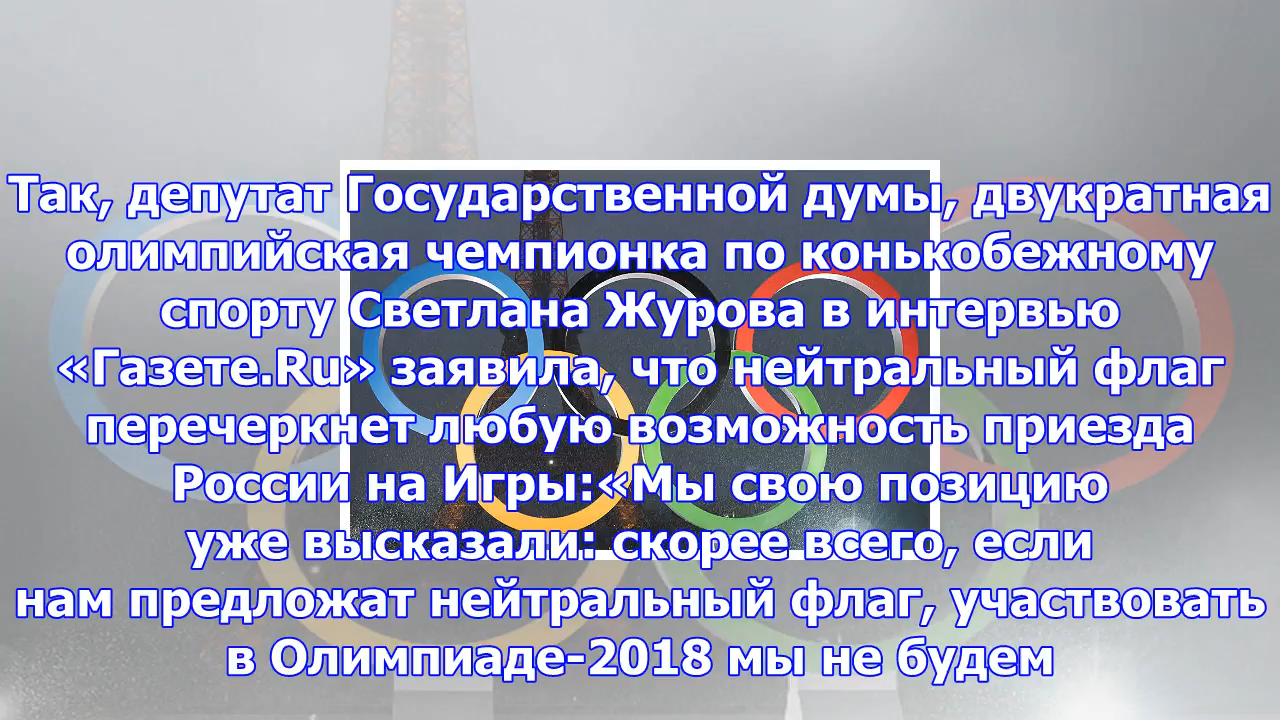 Так, депутат Государственной думы, двукратная
олимпийская чемпионка по конькобежному
спорту Светлана Журова в интервью
«Газете.Ru» заявила, что нейтральный флаг
перечеркнет любую возможность приезда
России на Игры:«Мы свою позицию
уже высказали: скорее всего, если
нам предложат нейтральный флаг, участвовать
в Олимпиаде-2018 мы не будем